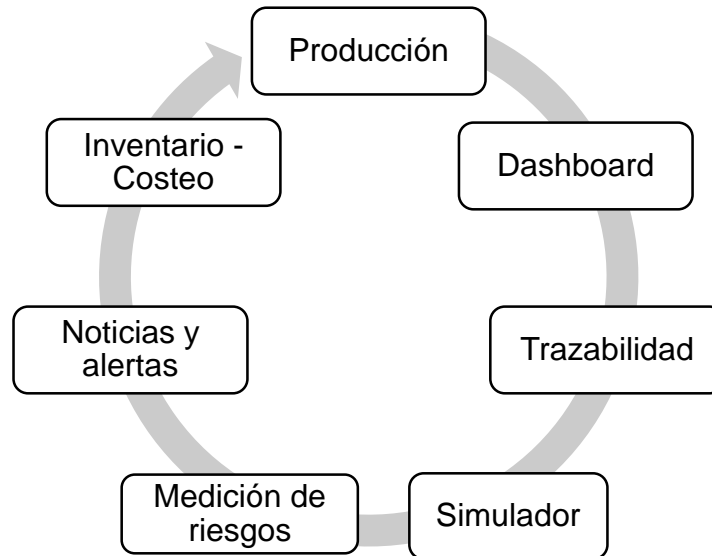 Producción
Dashboard
Trazabilidad
Simulador
Medición de
riesgos
Noticias y
alertas
Inventario -
Costeo